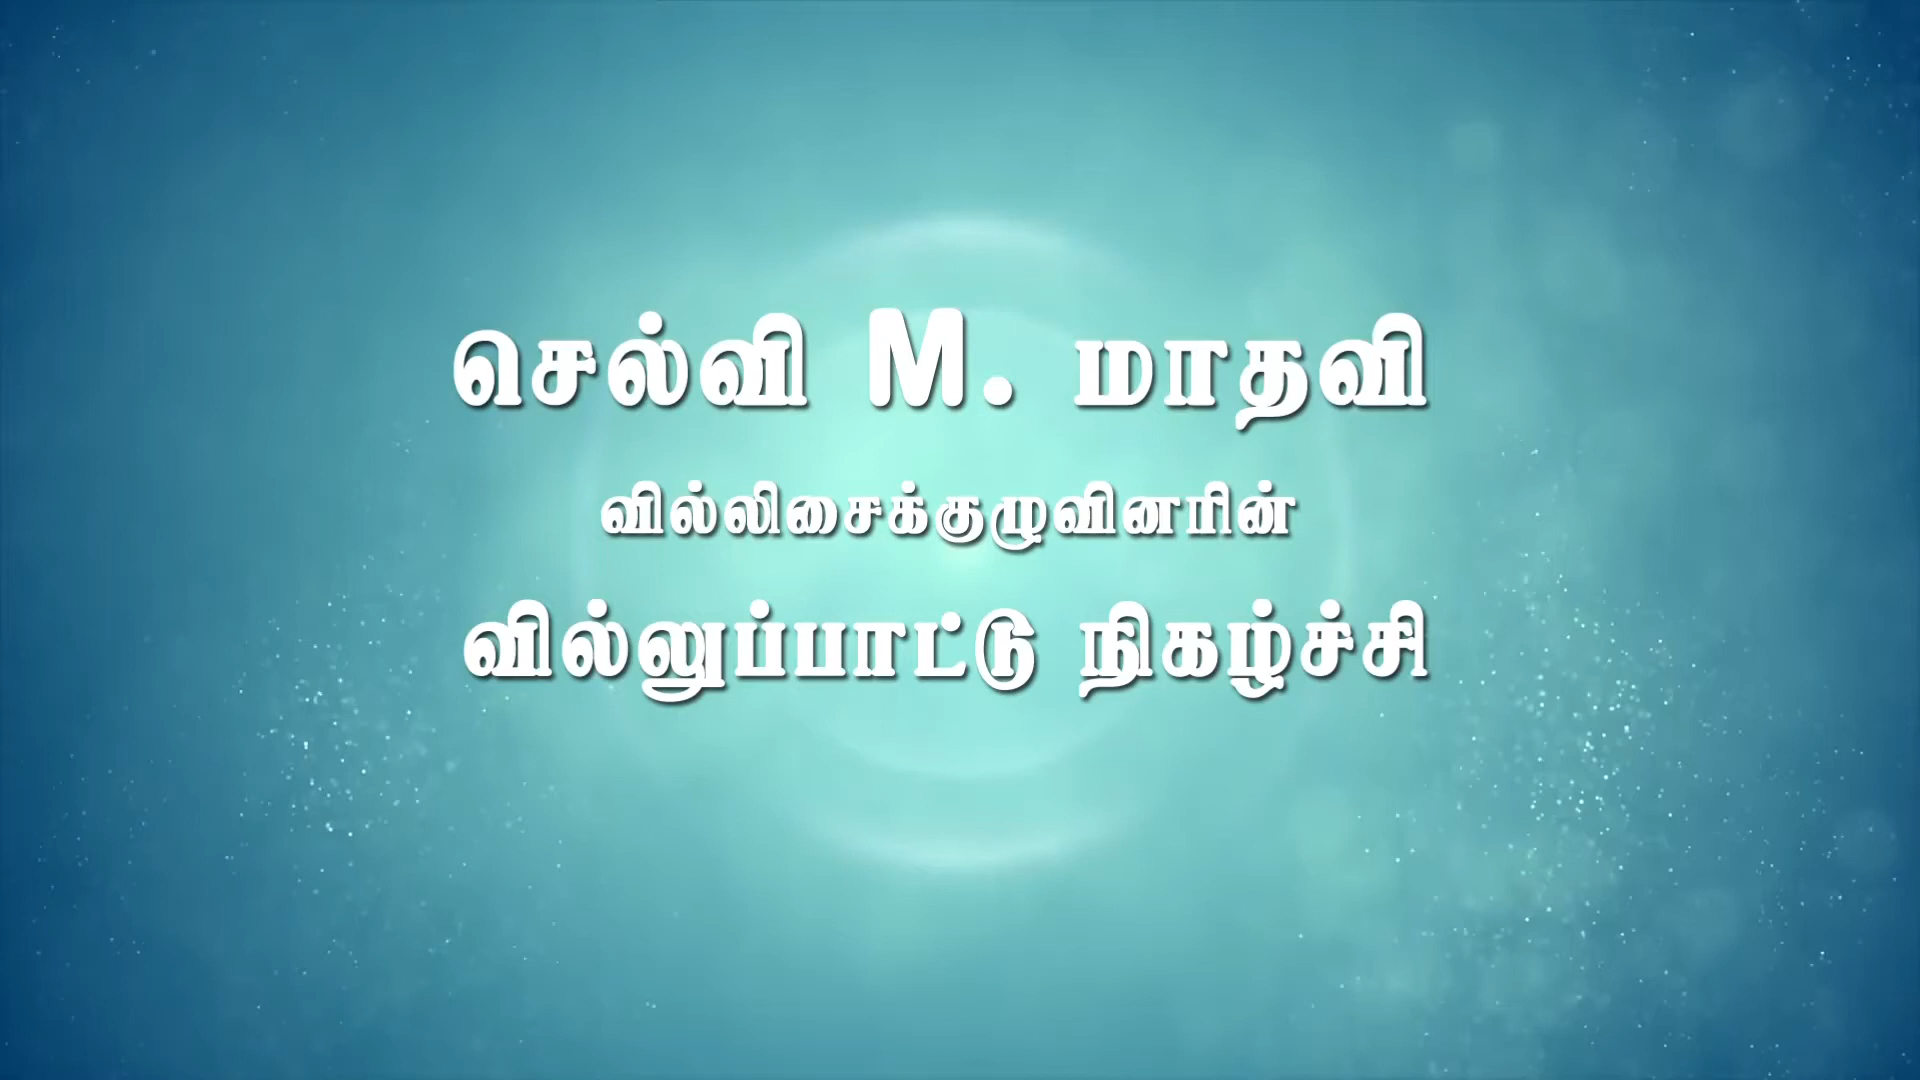 செல்வி M. மாதவி
வில்லிசைக்குழுவினரின்
வில்லுப்பாட்டு நிகழ்ச்சி